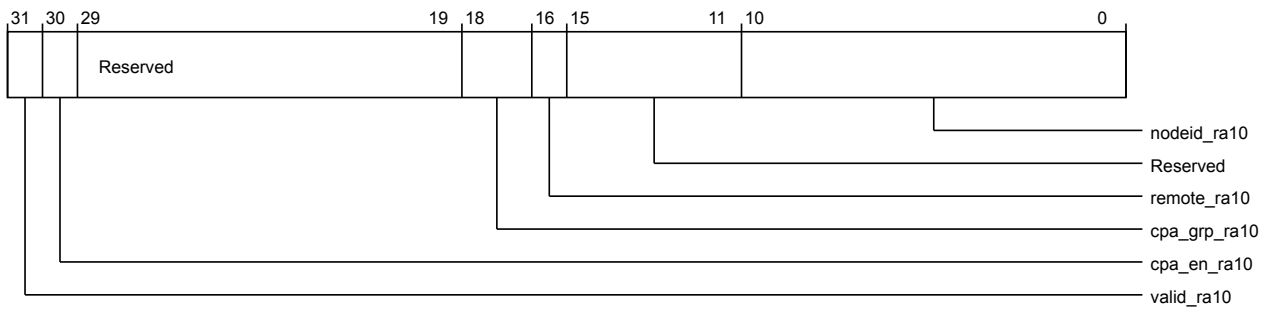 31 30 29 19 18 16 15 11 10 0
Reserved
nodeid_ra10
Reserved
remote_ra10
cpa_grp_ra10
cpa_en_ra10
valid_ra10